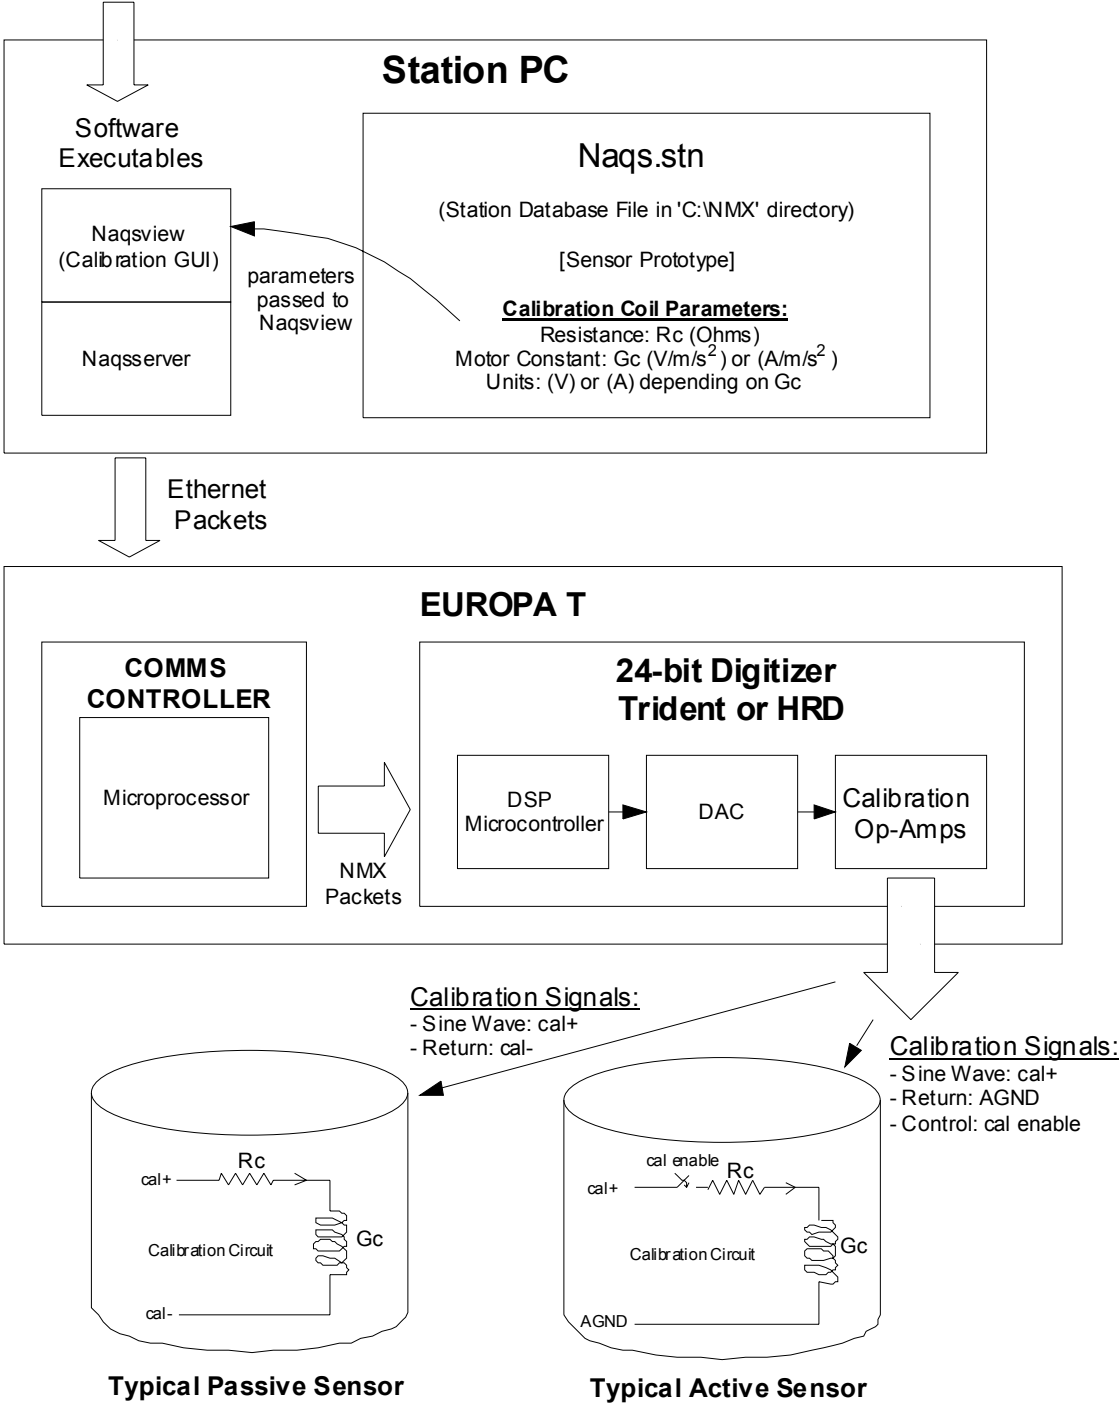 Station PC
Software
Executables
Naqsview
(Calibration GUI)
Naqsserver
parameters
passed to
Naqsview
Naqs.stn
(Station Database File in 'C:\NMX' directory)
[Sensor Prototype]
Calibration Coil Parameters:
Resistance: Rc (Ohms)
Motor Constant: Gc (V/m/s²) or (A/m/s²)
Units: (V) or (A) depending on Gc
Ethernet
Packets
EUROPA T
COMMS
CONTROLLER
Microprocessor
NMX
Packets
24-bit Digitizer
Trident or HRD
DSP
Microcontroller
DAC
Calibration
Op-Amps
Calibration Signals:
- Sine Wave: cal+
- Return: cal-
Calibration Signals:
- Sine Wave: cal+
- Return: AGND
- Control: cal enable
Rc
cal+
Gc
Calibration Circuit
cal-
Typical Passive Sensor
cal enable
Rc
cal+
Gc
Calibration Circuit
AGND
Typical Active Sensor